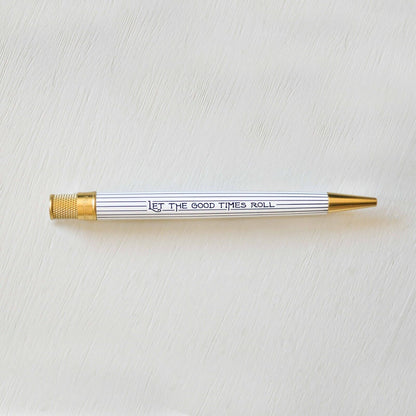 LET THE GOOD TIMES ROLL